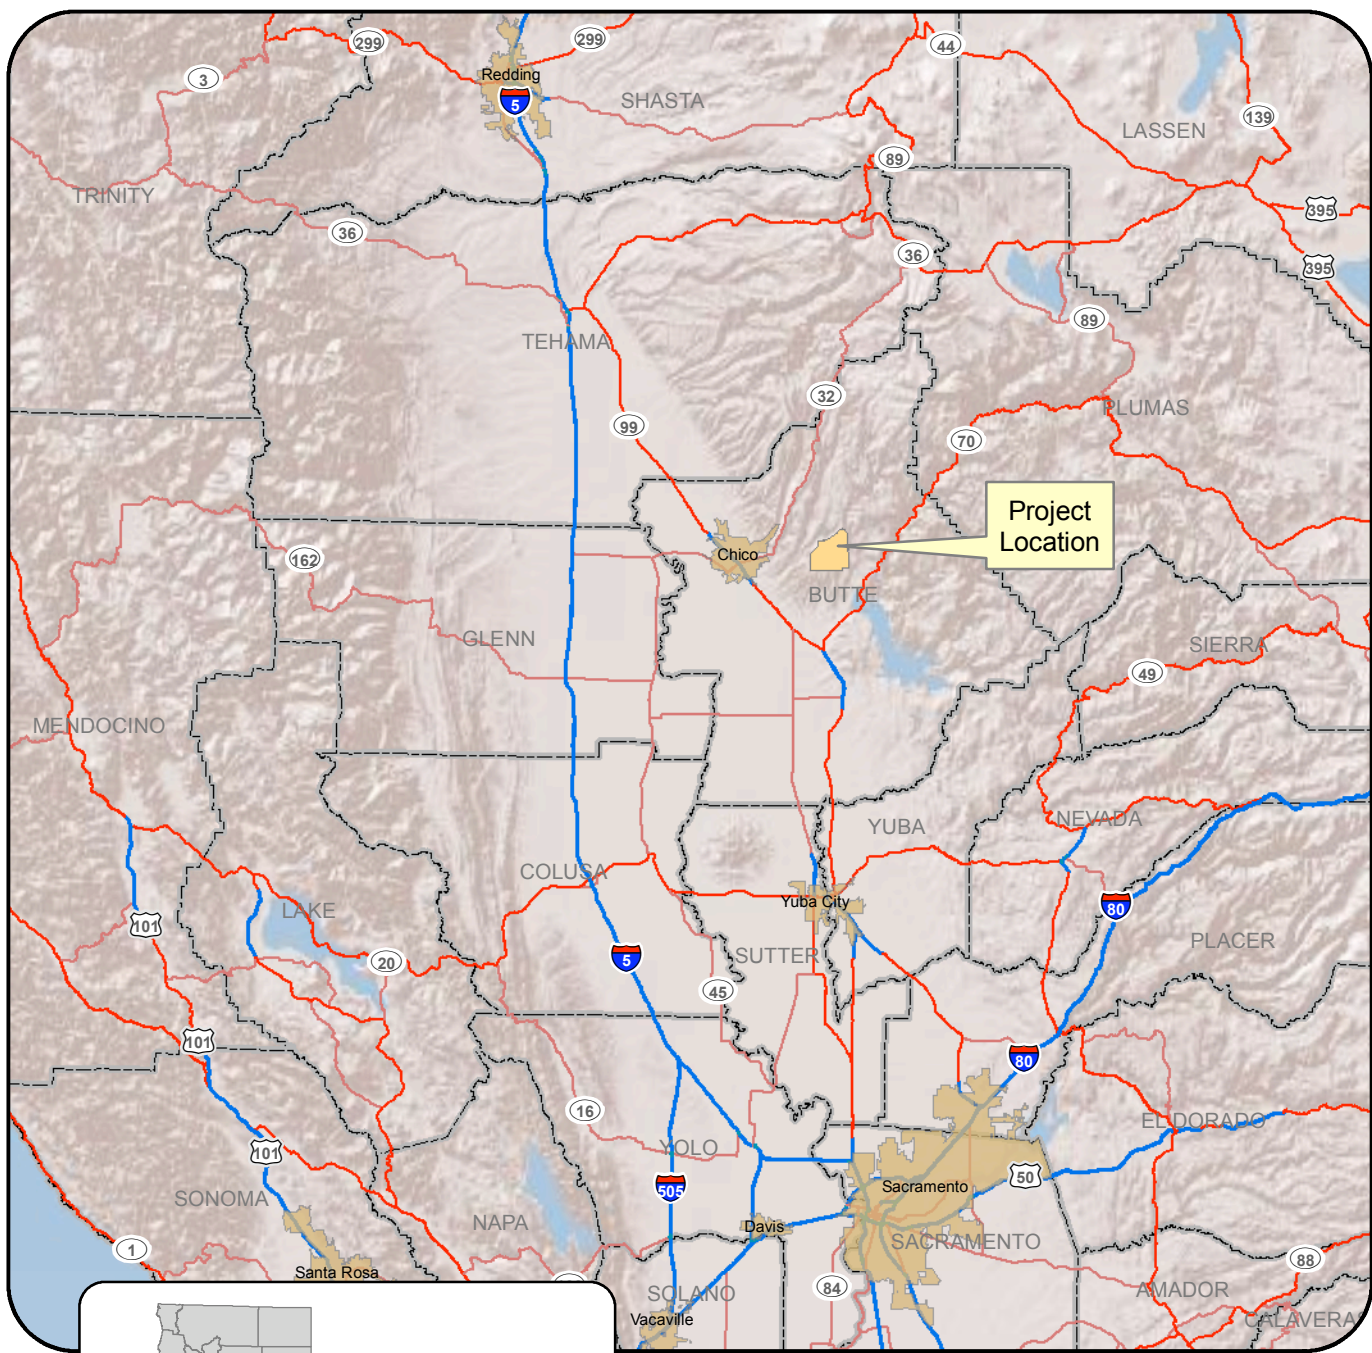 299
299
44
3
Redding
5
SHASTA
139
LASSEN
89
TRINITY
395
36
36
395
89
TEHAMA
32
99
PLUMAS
70
Project
Location
Chico
162
BUTTE
GLENN
SIERRA
49
MENDOCINO
NEVADA
YUBA
COLUSA
Yuba City
80
LAKE
101
PLACER
20
5
SUTTER
45
101
80
16
EL DORADO
YOLO
101
50
505
Sacramento
SONOMA
NAPA
Davis
SACRAMENTO
1
88
Santa Rosa
84
SOLANO
AMADOR
Vacaville
CALAVERAS